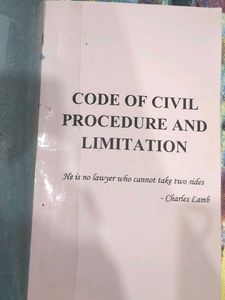 CODE OF CIVIL
PROCEDURE AND
LIMITATION
He is no lawyer who cannot take two sides
- Charles Lamb